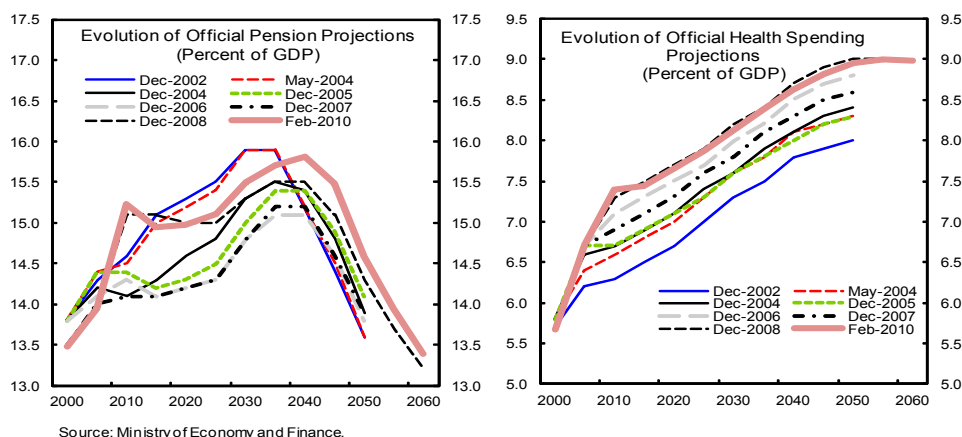 Evolution of Official Pension Projections
(Percent of GDP)
Dec-2002 May-2004
Dec-2004 Dec-2005
Dec-2006 Dec-2007
Dec-2008 Feb-2010
17.5 17.5
17.0 17.0
16.5 16.5
16.0 16.0
15.5 15.5
15.0 15.0
14.5 14.5
14.0 14.0
13.5 13.5
13.0 13.0
2000 2010 2020 2030 2040 2050 2060
Evolution of Official Health Spending
Projections
(Percent of GDP)
9.5 9.5
9.0 9.0
8.5 8.5
8.0 8.0
7.5 7.5
7.0 7.0
6.5 6.5
6.0 6.0
5.5 5.5
5.0 5.0
Dec-2002 May-2004
Dec-2004 Dec-2005
Dec-2006 Dec-2007
Dec-2008 Feb-2010
2000 2010 2020 2030 2040 2050 2060
Source: Ministry of Economy and Finance.